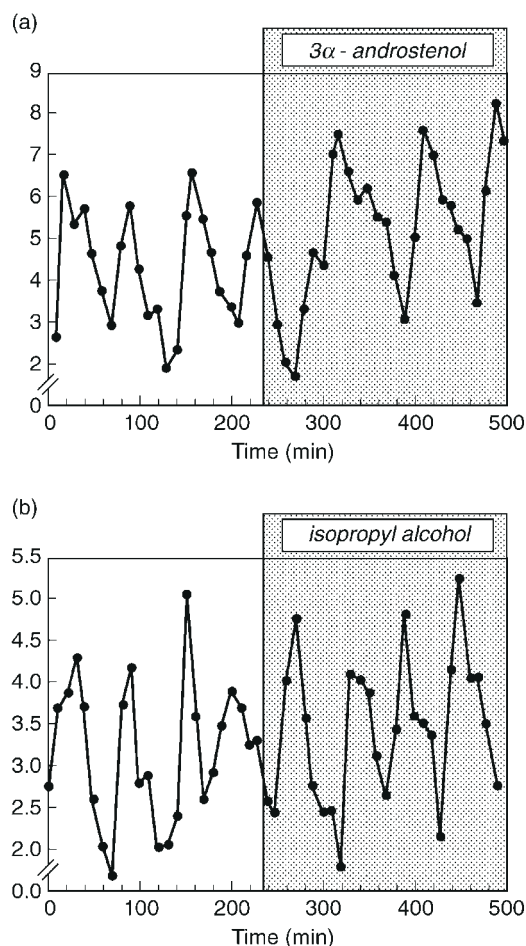 (a)
3α - androstenol
9
8
7
6
5
4
3
2
0
0 100 200 300 400 500
Time (min)
(b)
isopropyl alcohol
5.5
5.0
4.5
4.0
3.5
3.0
2.5
2.0
0.0
0 100 200 300 400 500
Time (min)